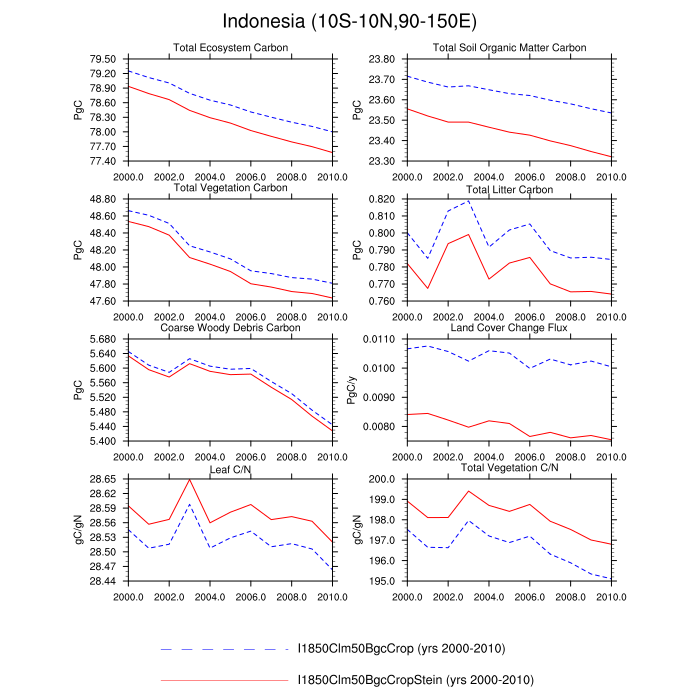 Indonesia (10S-10N,90-150E)
Total Ecosystem Carbon
79.50
79.20
78.90
78.60
78.30
78.00
77.70
77.40
PgC
2000.0 2002.0 2004.0 2006.0 2008.0 2010.0
Total Soil Organic Matter Carbon
23.80
23.70
23.60
23.50
23.40
23.30
PgC
2000.0 2002.0 2004.0 2006.0 2008.0 2010.0
Total Vegetation Carbon
48.80
48.60
48.40
48.20
48.00
47.80
47.60
PgC
2000.0 2002.0 2004.0 2006.0 2008.0 2010.0
Total Litter Carbon
0.820
0.810
0.800
0.790
0.780
0.770
0.760
PgC
2000.0 2002.0 2004.0 2006.0 2008.0 2010.0
Coarse Woody Debris Carbon
5.680
5.640
5.600
5.560
5.520
5.480
5.440
5.400
PgC
2000.0 2002.0 2004.0 2006.0 2008.0 2010.0
Land Cover Change Flux
0.0110
0.0100
0.0090
0.0080
PgC/y
2000.0 2002.0 2004.0 2006.0 2008.0 2010.0
Leaf C/N
28.65
28.62
28.59
28.56
28.53
28.50
28.47
28.44
gC/gN
2000.0 2002.0 2004.0 2006.0 2008.0 2010.0
Total Vegetation C/N
200.0
199.0
198.0
197.0
196.0
195.0
gC/gN
2000.0 2002.0 2004.0 2006.0 2008.0 2010.0
I1850Clm50BgcCrop (yrs 2000-2010)
I1850Clm50BgcCropStein (yrs 2000-2010)